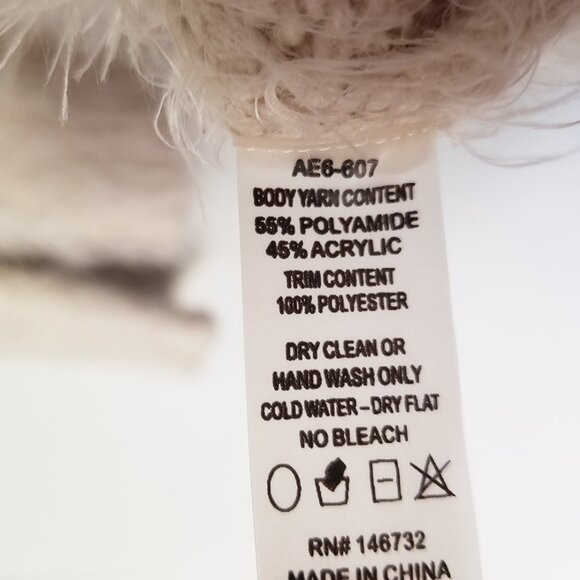 AE6-607
BODY YARN CONTENT
55% POLYAMIDE
45% ACRYLIC
TRIM CONTENT
100% POLYESTER
DRY CLEAN OR
HAND WASH ONLY
COLD WATER-DRY FLAT
NO BLEACH
RN# 146732
MADE IN CHINA